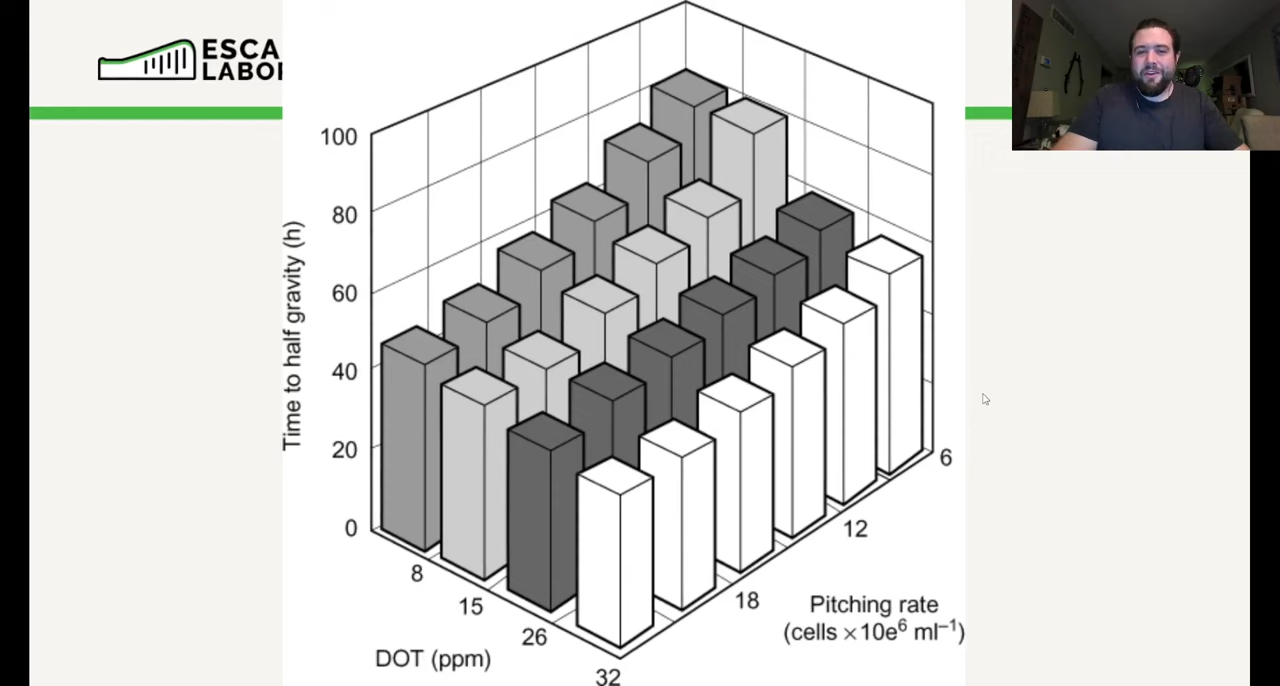 ESCA
LABOR
Time to half gravity (h)
100
80
60
40
20
0
8
15
26
32
DOT (ppm)
6
12
18
Pitching rate
(cells ×10e⁶ ml⁻¹)